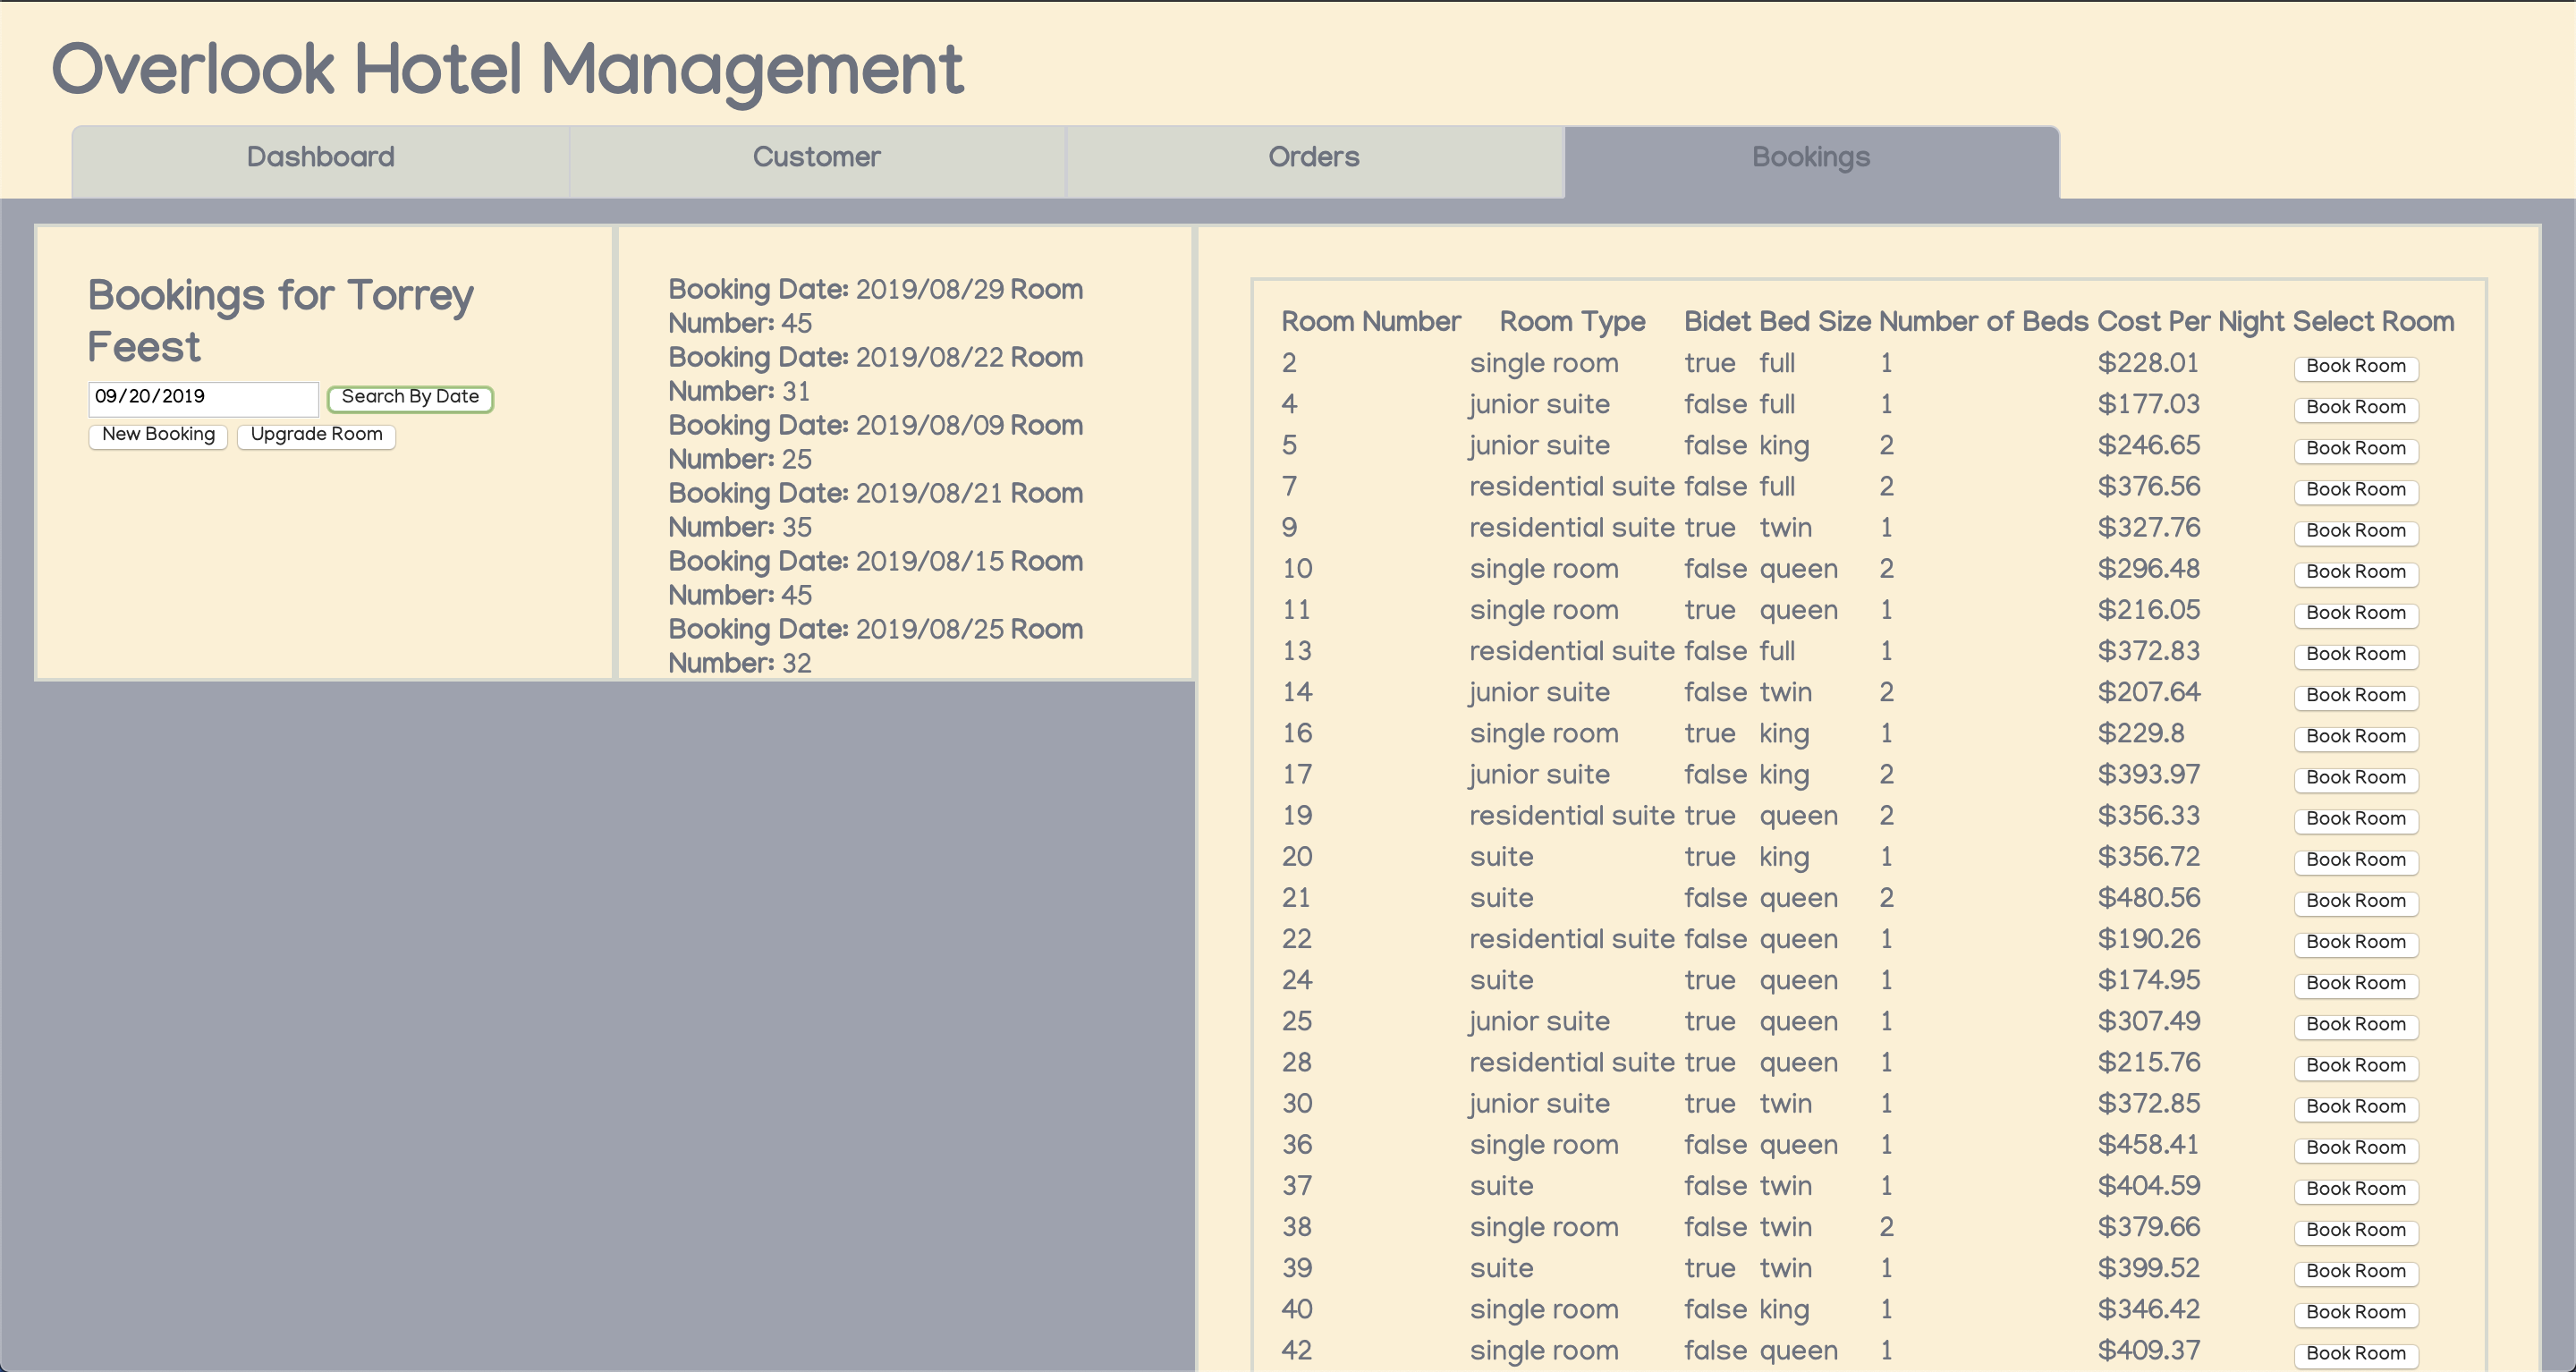 Overlook Hotel Management
Dashboard Customer Orders Bookings
Bookings for Torrey
Feest
09/20/2019 Search By Date
New Booking Upgrade Room
Booking Date: 2019/08/29 Room
Number: 45
Booking Date: 2019/08/22 Room
Number: 31
Booking Date: 2019/08/09 Room
Number: 25
Booking Date: 2019/08/21 Room
Number: 35
Booking Date: 2019/08/15 Room
Number: 45
Booking Date: 2019/08/25 Room
Number: 32
Room Number Room Type Bidet Bed Size Number of Beds Cost Per Night Select Room
2 single room true full 1 $228.01 Book Room
4 junior suite false full 1 $177.03 Book Room
5 junior suite false king 2 $246.65 Book Room
7 residential suite false full 2 $376.56 Book Room
9 residential suite true twin 1 $327.76 Book Room
10 single room false queen 2 $296.48 Book Room
11 single room true queen 1 $216.05 Book Room
13 residential suite false full 1 $372.83 Book Room
14 junior suite false twin 2 $207.64 Book Room
16 single room true king 1 $229.8 Book Room
17 junior suite false king 2 $393.97 Book Room
19 residential suite true queen 2 $356.33 Book Room
20 suite true king 1 $356.72 Book Room
21 suite false queen 2 $480.56 Book Room
22 residential suite false queen 1 $190.26 Book Room
24 suite true queen 1 $174.95 Book Room
25 junior suite true queen 1 $307.49 Book Room
28 residential suite true queen 1 $215.76 Book Room
30 junior suite true twin 1 $372.85 Book Room
36 single room false queen 1 $458.41 Book Room
37 suite false twin 1 $404.59 Book Room
38 single room false twin 2 $379.66 Book Room
39 suite true twin 1 $399.52 Book Room
40 single room false king 1 $346.42 Book Room
42 single room false queen 1 $409.37 Book Room